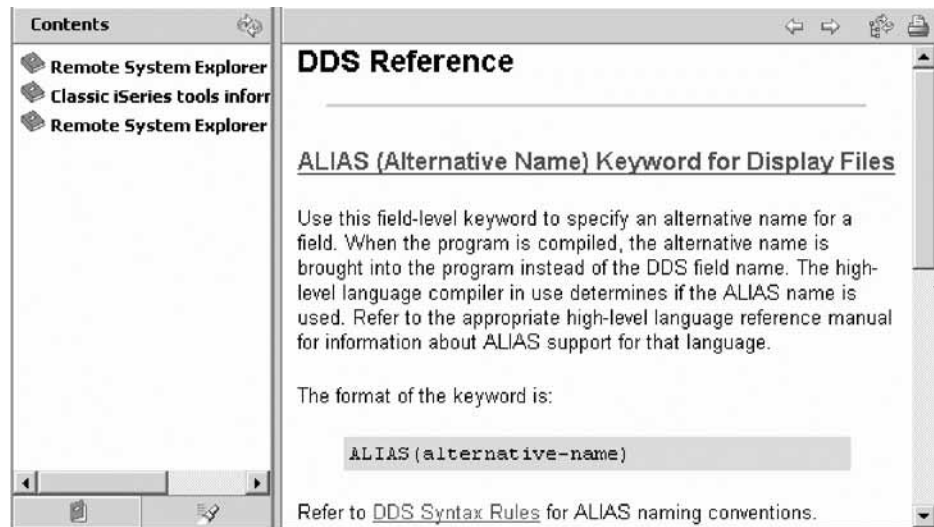 Contents
Remote System Explorer
Classic iSeries tools inforr
Remote System Explorer
DDS Reference
ALIAS (Alternative Name) Keyword for Display Files
Use this field-level keyword to specify an alternative name for a
field. When the program is compiled, the alternative name is
brought into the program instead of the DDS field name. The high-
level language compiler in use determines if the ALIAS name is
used. Refer to the appropriate high-level language reference manual
for information about ALIAS support for that language.
The format of the keyword is:
ALIAS(alternative-name)
Refer to DDS Syntax Rules for ALIAS naming conventions.